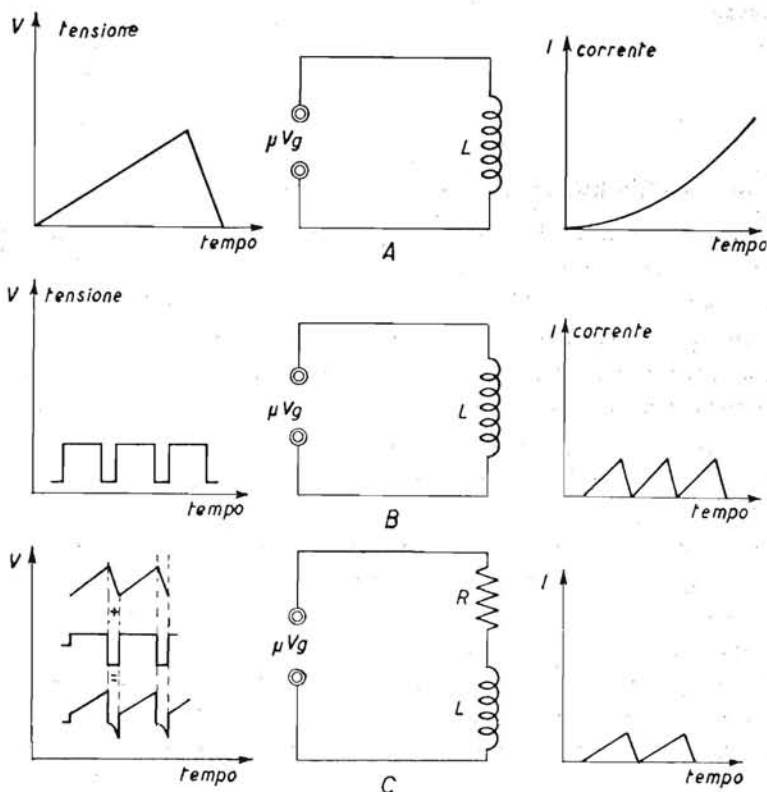 V tensione
tempo
μVg
L
A
I corrente
tempo
V tensione
tempo
μVg
L
B
I corrente
tempo
V
+
=
tempo
μVg
R
L
C
I
tempo